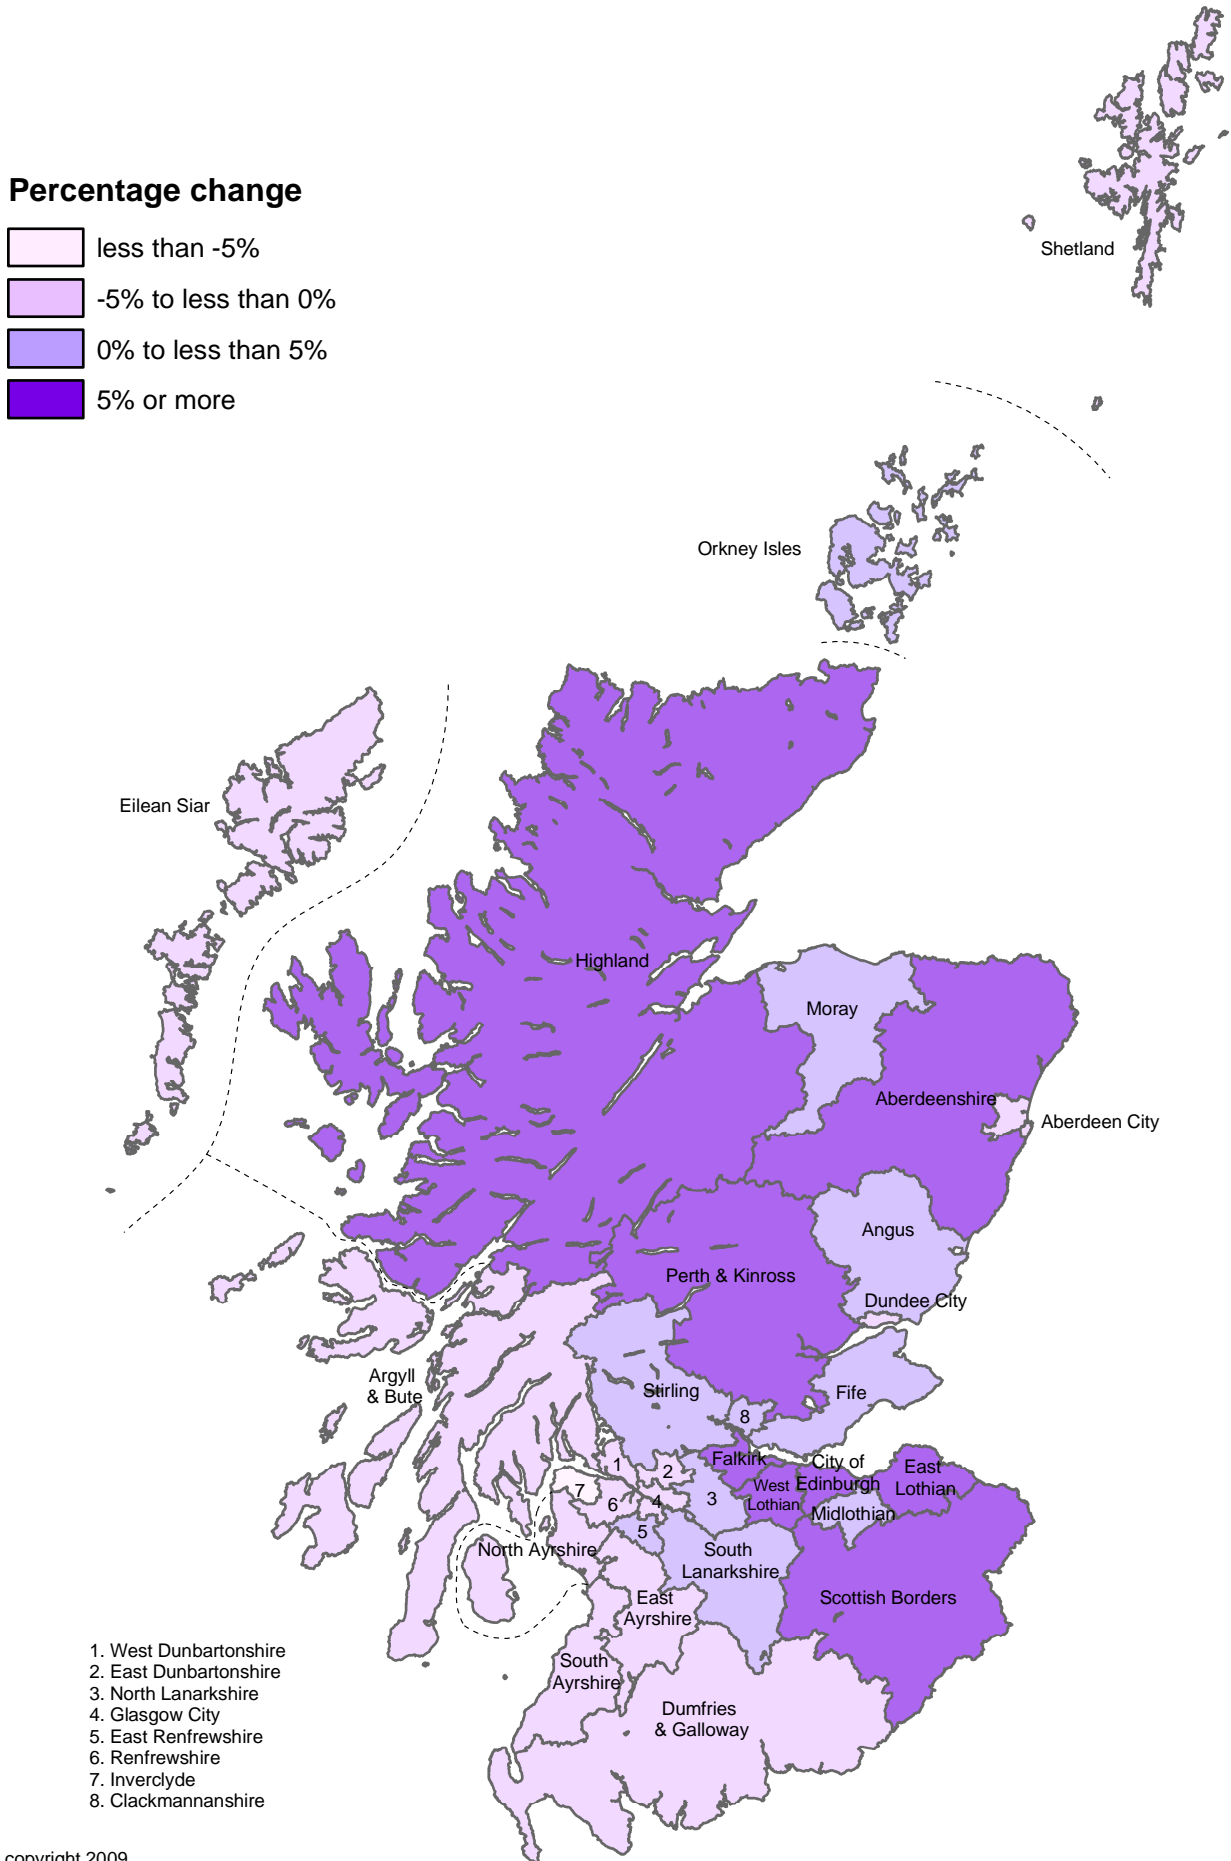 Percentage change
less than -5%
-5% to less than 0%
0% to less than 5%
5% or more
Shetland
Orkney Isles
Eilean Siar
Highland
Moray
Aberdeenshire
Aberdeen City
Angus
Perth & Kinross
Dundee City
Argyll
& Bute
Stirling
Fife
8
1
2
Falkirk
City of
Edinburgh
East
Lothian
West
Lothian
7
6
4
3
Midlothian
5
North Ayrshire
South
Lanarkshire
East
Ayrshire
Scottish Borders
South
Ayrshire
Dumfries
& Galloway
1. West Dunbartonshire
2. East Dunbartonshire
3. North Lanarkshire
4. Glasgow City
5. East Renfrewshire
6. Renfrewshire
7. Inverclyde
8. Clackmannanshire
copyright 2009